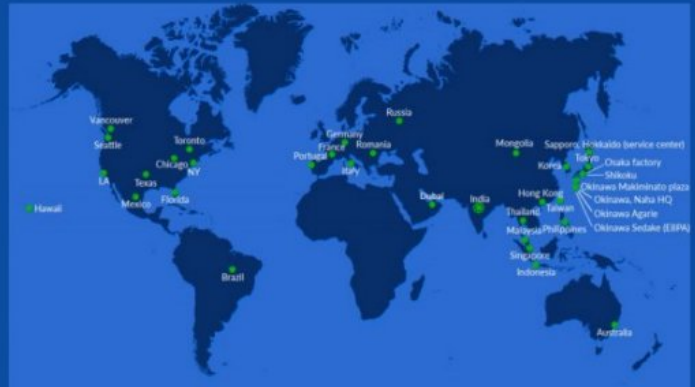 Vancouver
Seattle
Toronto
Chicago
NY
LA
Texas
Mexico
Florida
Hawaii
Brazil
Russia
Germany
France
Romania
Portugal
Italy
Dubai
India
Mongolia
Sapporo, Hokkaido (service center)
Tokyo
Korea
Osaka factory
Shikoku
Okinawa Makiminato plaza
Okinawa, Naha HQ
Okinawa Agarie
Okinawa Sedake (E8PA)
Hong Kong
Taiwan
Thailand
Malaysia
Philippines
Singapore
Indonesia
Australia